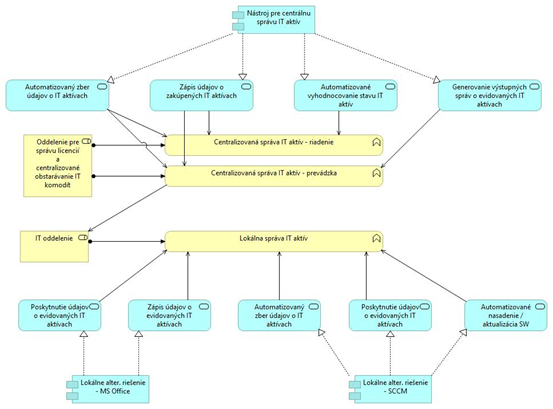 Nástroj pre centrálnu
správu IT aktív
Automatizovaný zber
údajov o IT aktívach
Zápis údajov o
zakúpených IT aktívach
Automatizované
vyhodnocovanie stavu IT
aktív
Generovanie výstupných
správ o evidovaných IT
aktívach
Oddelenie pre
správu licencií
a
centralizované
obstarávanie IT
komodít
Centralizovaná správa IT aktív - riadenie
Centralizovaná správa IT aktív - prevádzka
IT oddelenie
Lokálna správa IT aktív
Poskytnutie údajov
o evidovaných IT
aktívach
Zápis údajov o
evidovaných IT
aktívach
Automatizovaný
zber údajov o IT
aktívach
Poskytnutie údajov
o evidovaných IT
aktívach
Automatizované
nasadenie /
aktualizácia SW
Lokálne alter. riešenie
- MS Office
Lokálne alter. riešenie
- SCCM